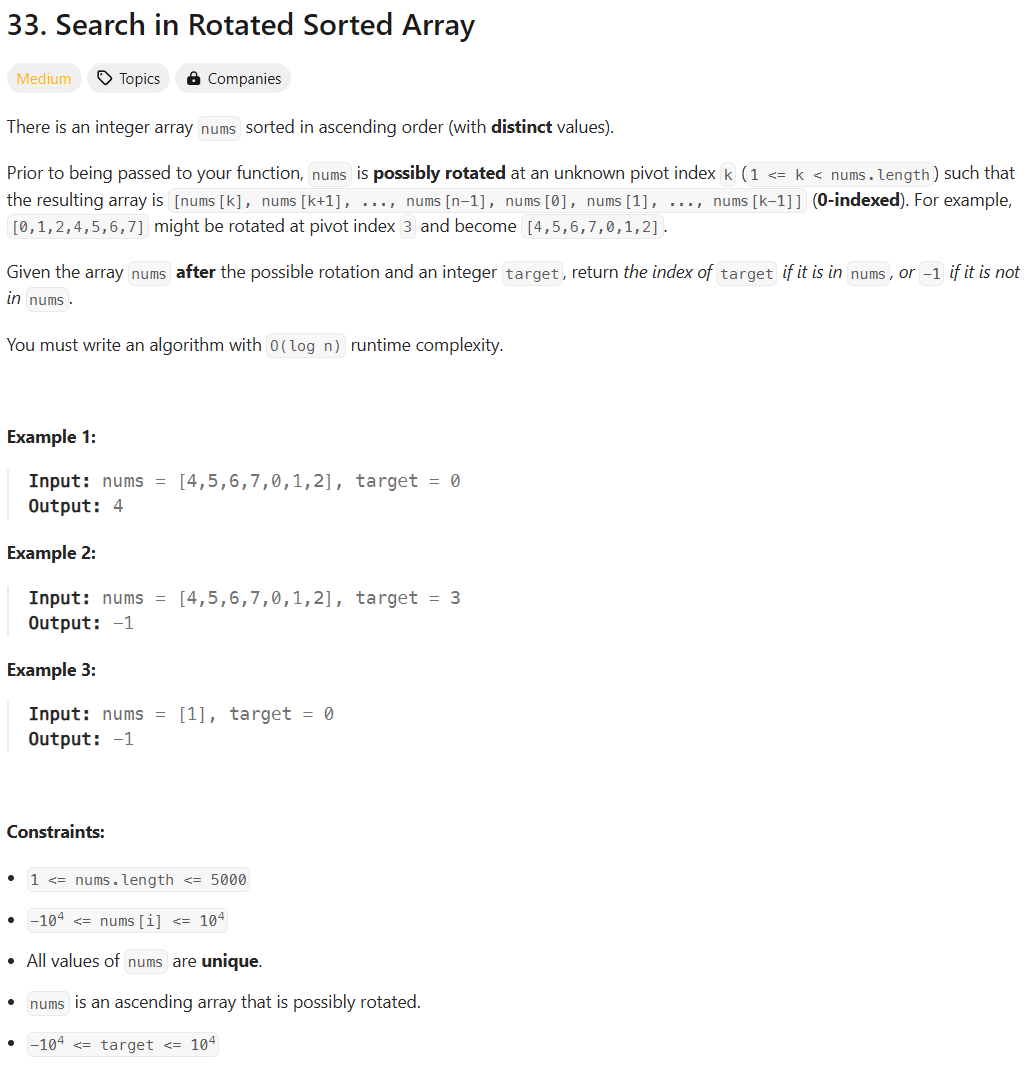 33. Search in Rotated Sorted Array
Medium Topics Companies
There is an integer array nums sorted in ascending order (with distinct values).
Prior to being passed to your function, nums is possibly rotated at an unknown pivot index k (1 <= k < nums.length) such that
the resulting array is [nums[k], nums[k+1], ..., nums[n-1], nums[0], nums[1], ..., nums[k-1]] (0-indexed). For example,
[0,1,2,4,5,6,7] might be rotated at pivot index 3 and become [4,5,6,7,0,1,2].
Given the array nums after the possible rotation and an integer target, return the index of target if it is in nums, or -1 if it is not
in nums.
You must write an algorithm with O(log n) runtime complexity.
Example 1:
Input: nums = [4,5,6,7,0,1,2], target = 0
Output: 4
Example 2:
Input: nums = [4,5,6,7,0,1,2], target = 3
Output: -1
Example 3:
Input: nums = [1], target = 0
Output: -1
Constraints:
• 1 <= nums.length <= 5000
• -10⁴ <= nums[i] <= 10⁴
• All values of nums are unique.
• nums is an ascending array that is possibly rotated.
• -10⁴ <= target <= 10⁴